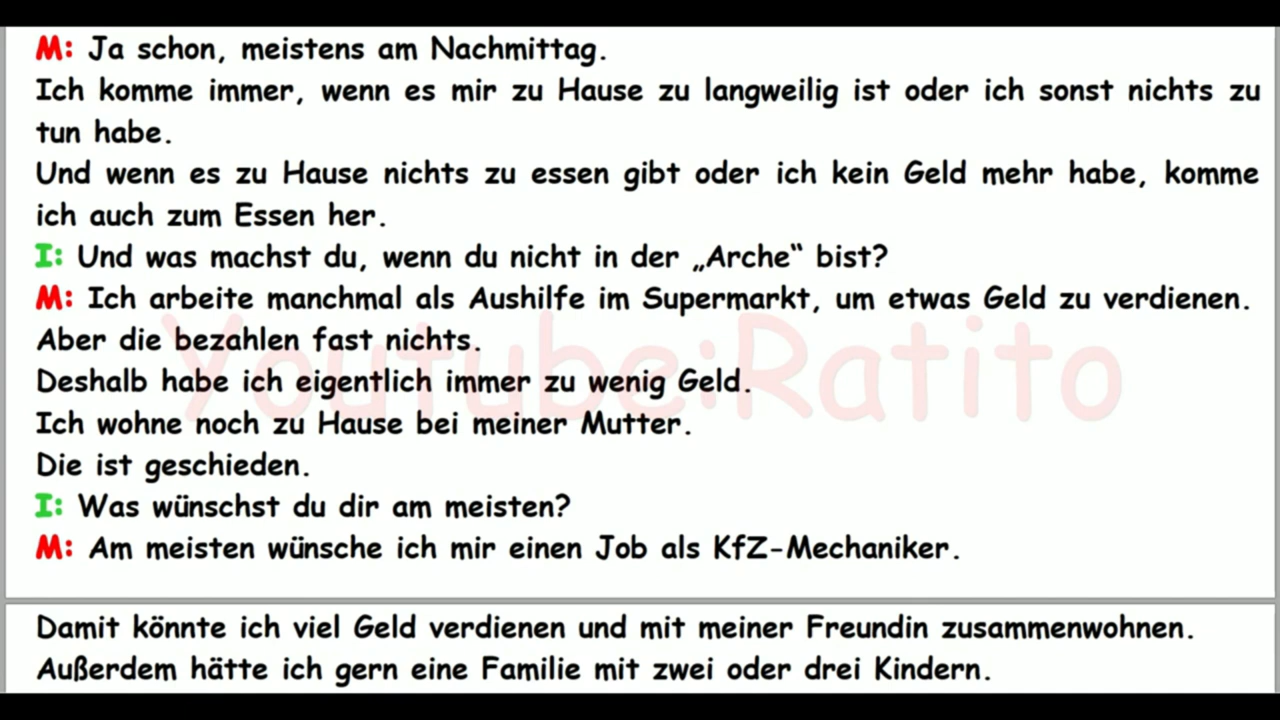 M: Ja schon, meistens am Nachmittag.
Ich komme immer, wenn es mir zu Hause zu langweilig ist oder ich sonst nichts zu
tun habe.
Und wenn es zu Hause nichts zu essen gibt oder ich kein Geld mehr habe, komme
ich auch zum Essen her.
I: Und was machst du, wenn du nicht in der „Arche“ bist?
M: Ich arbeite manchmal als Aushilfe im Supermarkt, um etwas Geld zu verdienen.
Aber die bezahlen fast nichts.
Youtube:Ratito
Deshalb habe ich eigentlich immer zu wenig Geld.
Ich wohne noch zu Hause bei meiner Mutter.
Die ist geschieden.
I: Was wünschst du dir am meisten?
M: Am meisten wünsche ich mir einen Job als KfZ-Mechaniker.
Damit könnte ich viel Geld verdienen und mit meiner Freundin zusammenwohnen.
Außerdem hätte ich gern eine Familie mit zwei oder drei Kindern.